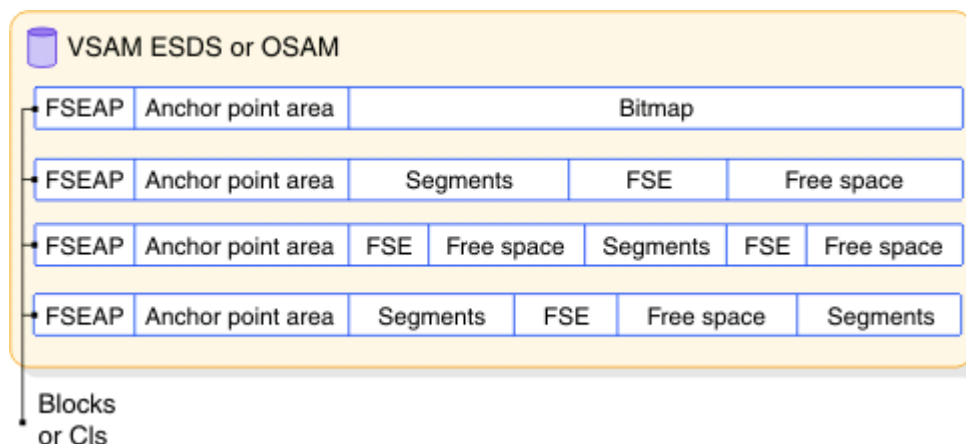 VSAM ESDS or OSAM
FSEAP Anchor point area Bitmap
FSEAP Anchor point area Segments FSE Free space
FSEAP Anchor point area FSE Free space Segments FSE Free space
FSEAP Anchor point area Segments FSE Free space Segments
Blocks
or CIs